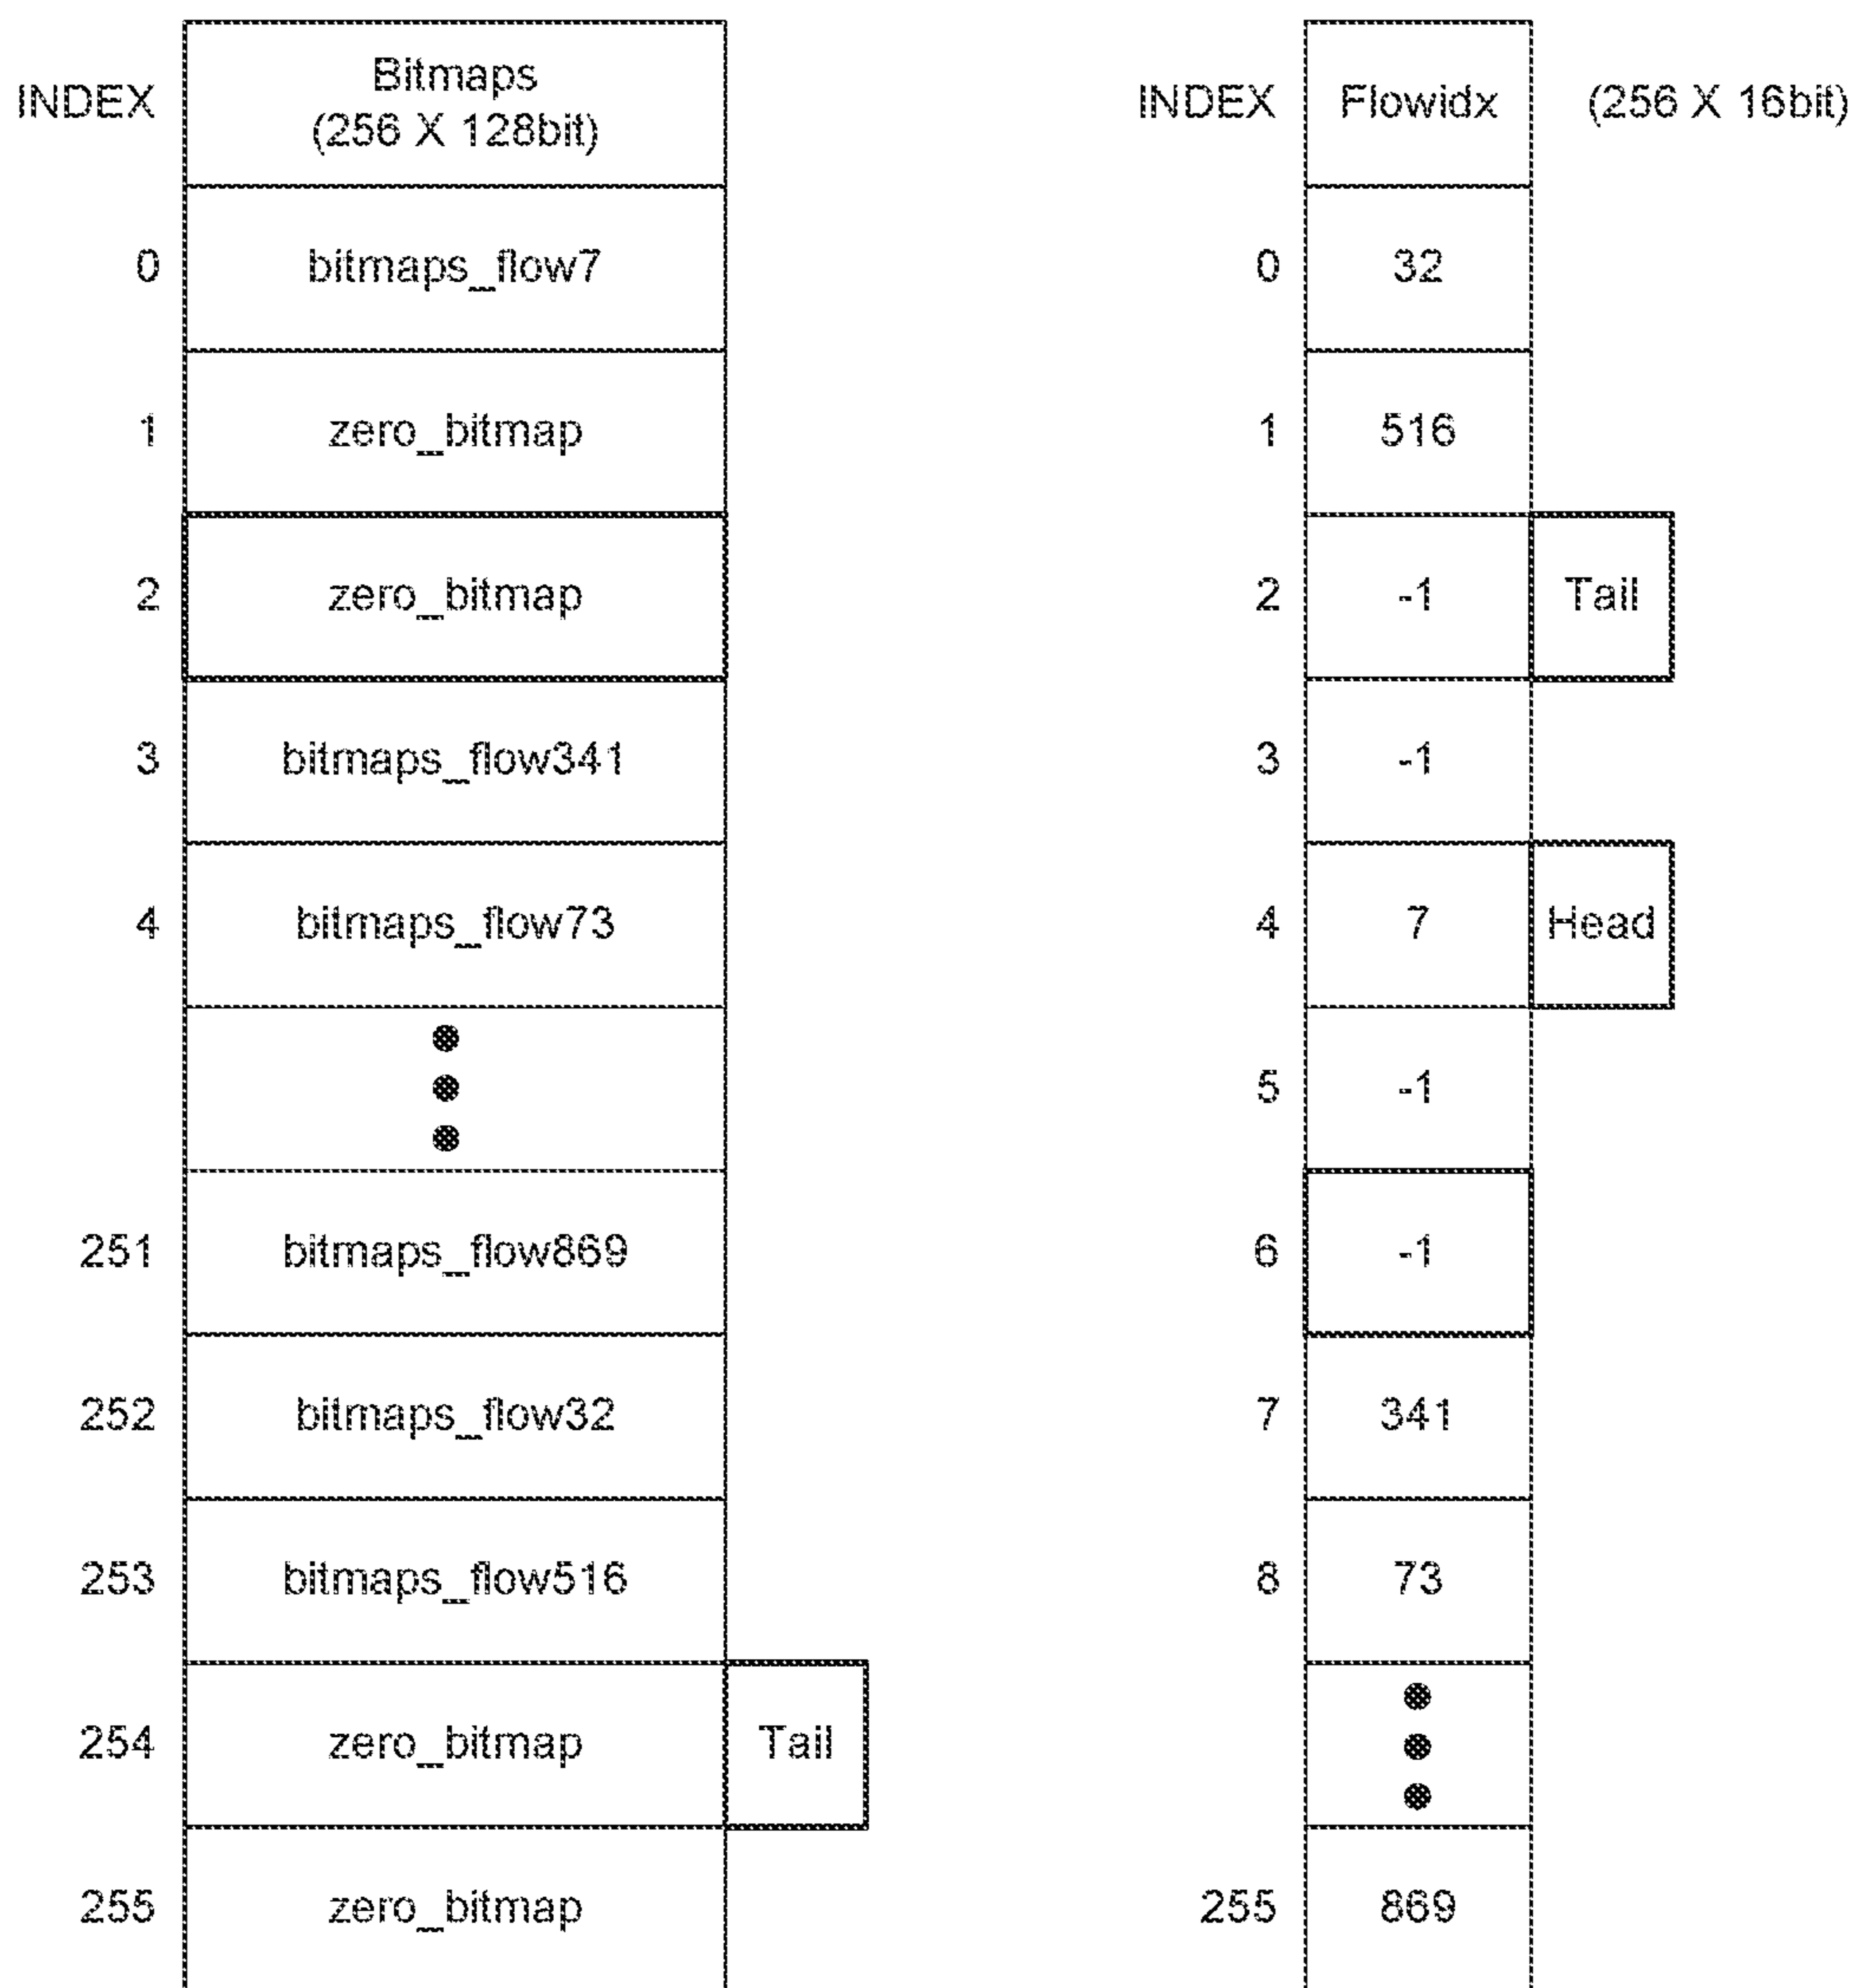 INDEX
Bitmaps
(256 X 128bit)
0 bitmaps_flow7
1 zero_bitmap
2 zero_bitmap
3 bitmaps_flow341
4 bitmaps_flow73
251 bitmaps_flow869
252 bitmaps_flow32
253 bitmaps_flow516
254 zero_bitmap Tail
255 zero_bitmap
INDEX Flowidx (256 X 16bit)
0 32
1 516
2 -1 Tail
3 -1
4 7 Head
5 -1
6 -1
7 341
8 73
255 869